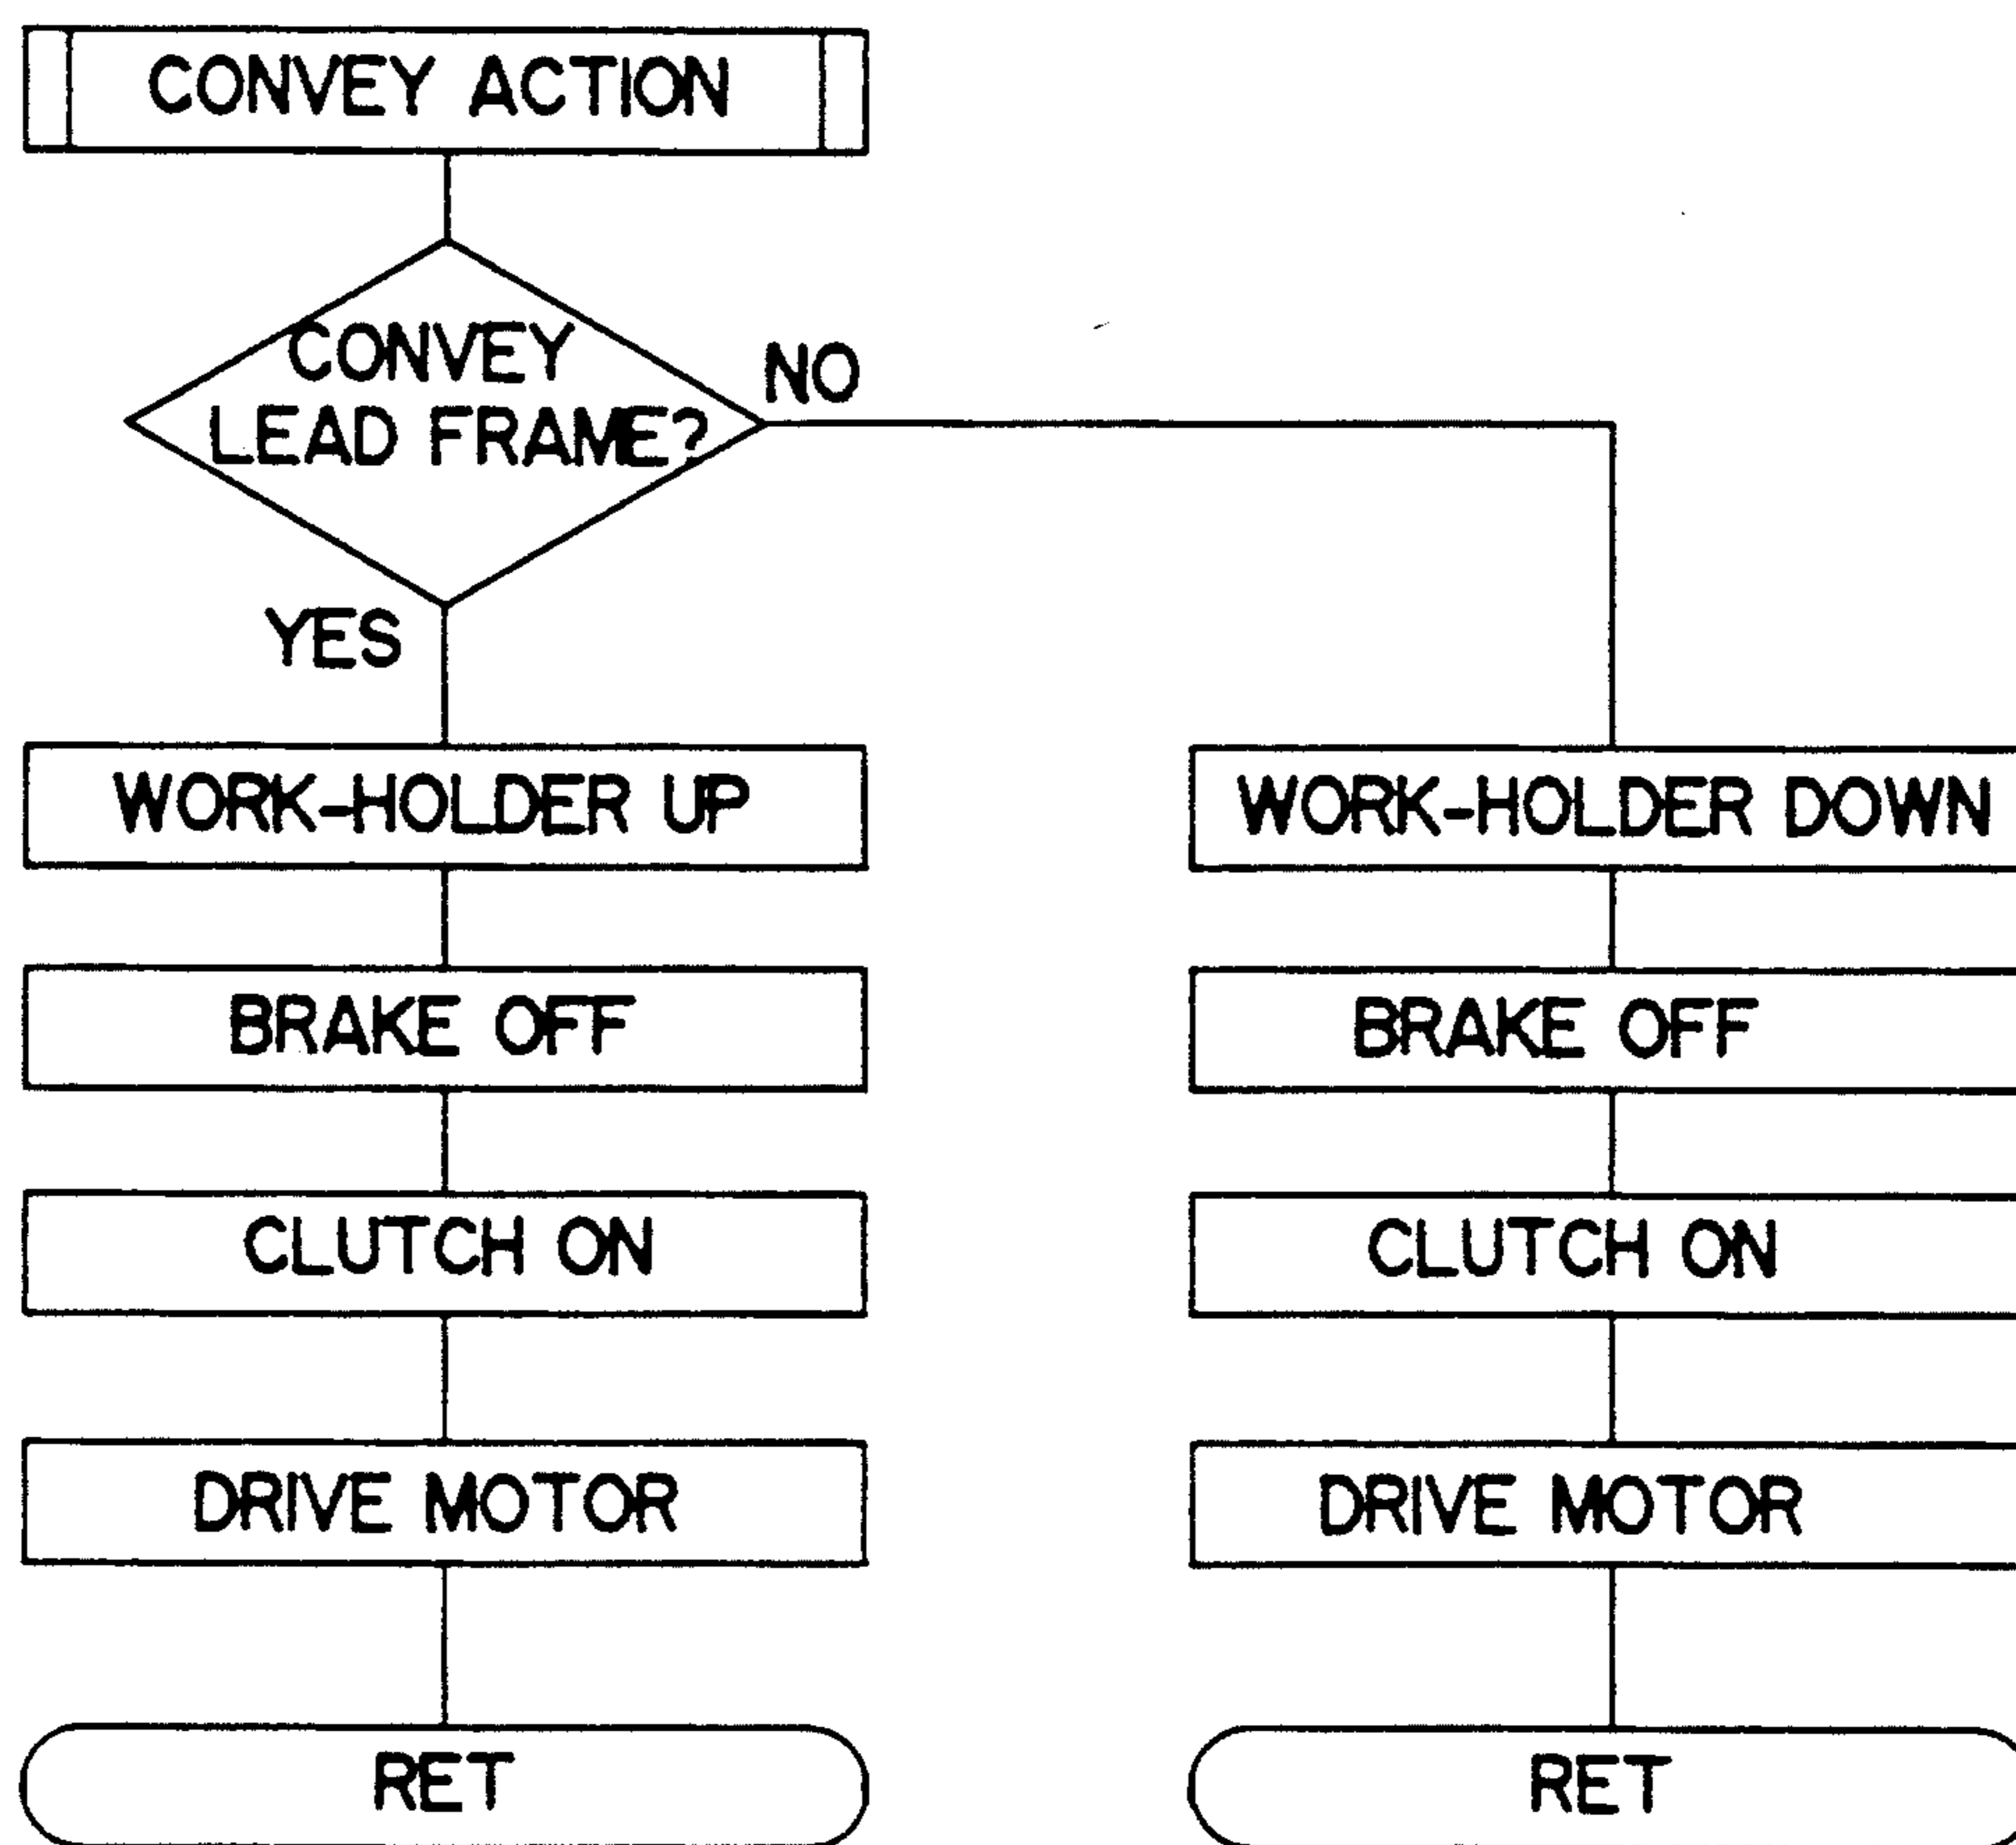 CONVEY ACTION
CONVEY
LEAD FRAME?
NO
YES
WORK-HOLDER UP
BRAKE OFF
CLUTCH ON
DRIVE MOTOR
RET
WORK-HOLDER DOWN
BRAKE OFF
CLUTCH ON
DRIVE MOTOR
RET